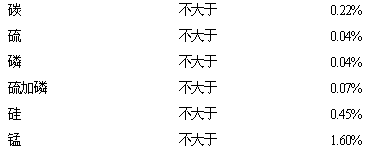 碳 不大于 0.22%
硫 不大于 0.04%
磷 不大于 0.04%
硫加磷 不大于 0.07%
硅 不大于 0.45%
锰 不大于 1.60%